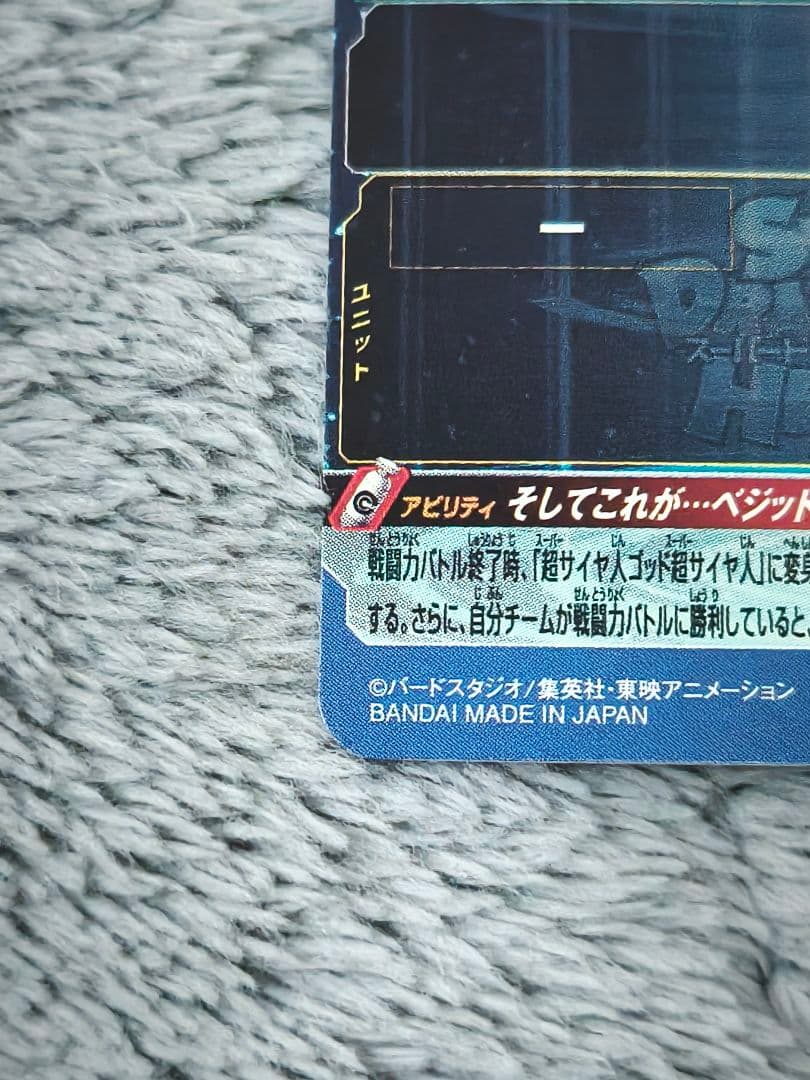 ー
ユニット
アビリティ そしてこれが…ベジット
戦闘力バトル終了時、「超サイヤ人ゴッド超サイヤ人」に変身
する。さらに、自分チームが戦闘力バトルに勝利していると、
©バードスタジオ/集英社・東映アニメーション
BANDAI MADE IN JAPAN